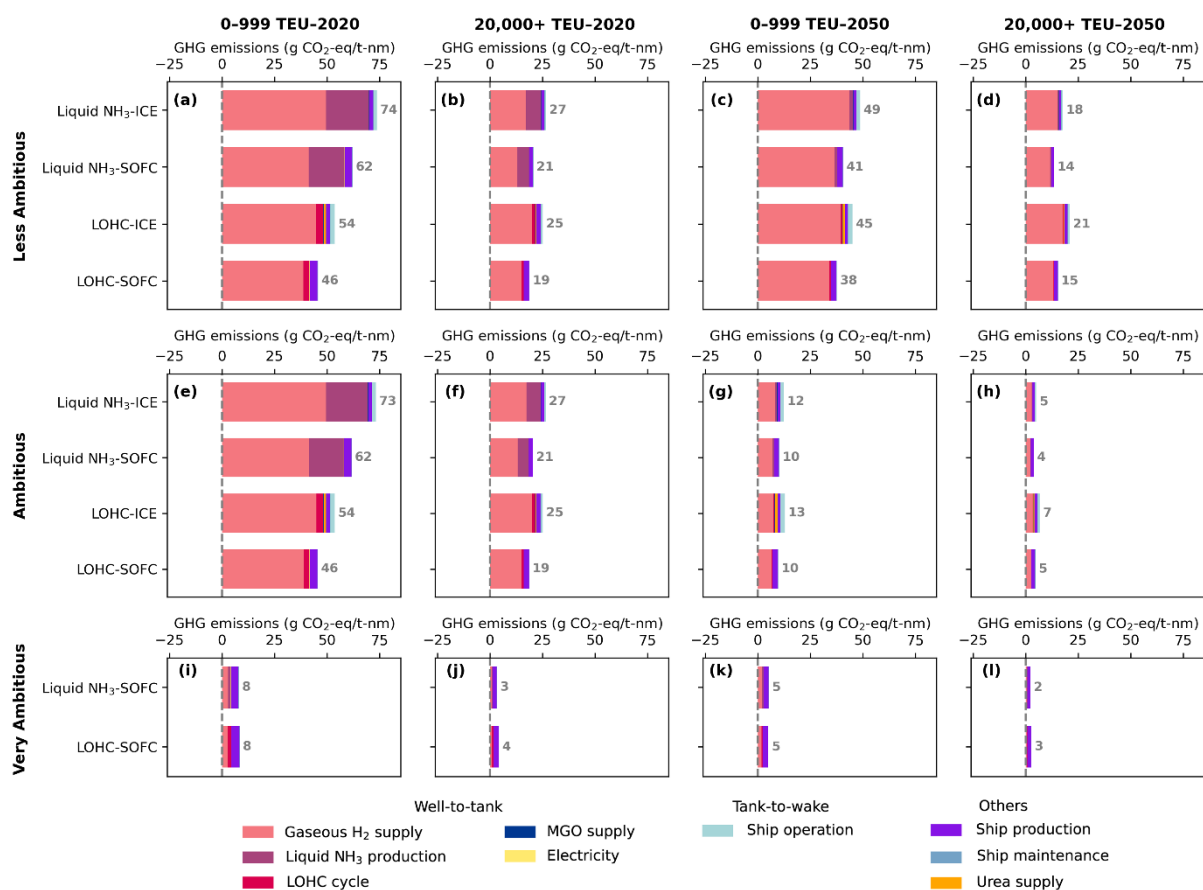 0–999 TEU–2020 20,000+ TEU–2020 0–999 TEU–2050 20,000+ TEU–2050
GHG emissions (g CO₂-eq/t-nm) GHG emissions (g CO₂-eq/t-nm) GHG emissions (g CO₂-eq/t-nm) GHG emissions (g CO₂-eq/t-nm)
−25 0 25 50 75 −25 0 25 50 75 −25 0 25 50 75 −25 0 25 50 75
Less Ambitious
(a) (b) (c) (d)
Liquid NH₃-ICE 74 27 49 18
Liquid NH₃-SOFC 62 21 41 14
LOHC-ICE 54 25 45 21
LOHC-SOFC 46 19 38 15
GHG emissions (g CO₂-eq/t-nm) GHG emissions (g CO₂-eq/t-nm) GHG emissions (g CO₂-eq/t-nm) GHG emissions (g CO₂-eq/t-nm)
−25 0 25 50 75 −25 0 25 50 75 −25 0 25 50 75 −25 0 25 50 75
Ambitious
(e) (f) (g) (h)
Liquid NH₃-ICE 73 27 12 5
Liquid NH₃-SOFC 62 21 10 4
LOHC-ICE 54 25 13 7
LOHC-SOFC 46 19 10 5
GHG emissions (g CO₂-eq/t-nm) GHG emissions (g CO₂-eq/t-nm) GHG emissions (g CO₂-eq/t-nm) GHG emissions (g CO₂-eq/t-nm)
−25 0 25 50 75 −25 0 25 50 75 −25 0 25 50 75 −25 0 25 50 75
Very Ambitious
(i) (j) (k) (l)
Liquid NH₃-SOFC 8 3 5 2
LOHC-SOFC 8 4 5 3
Well-to-tank Tank-to-wake Others
Gaseous H₂ supply MGO supply Ship operation Ship production
Liquid NH₃ production Electricity Ship maintenance
LOHC cycle Urea supply